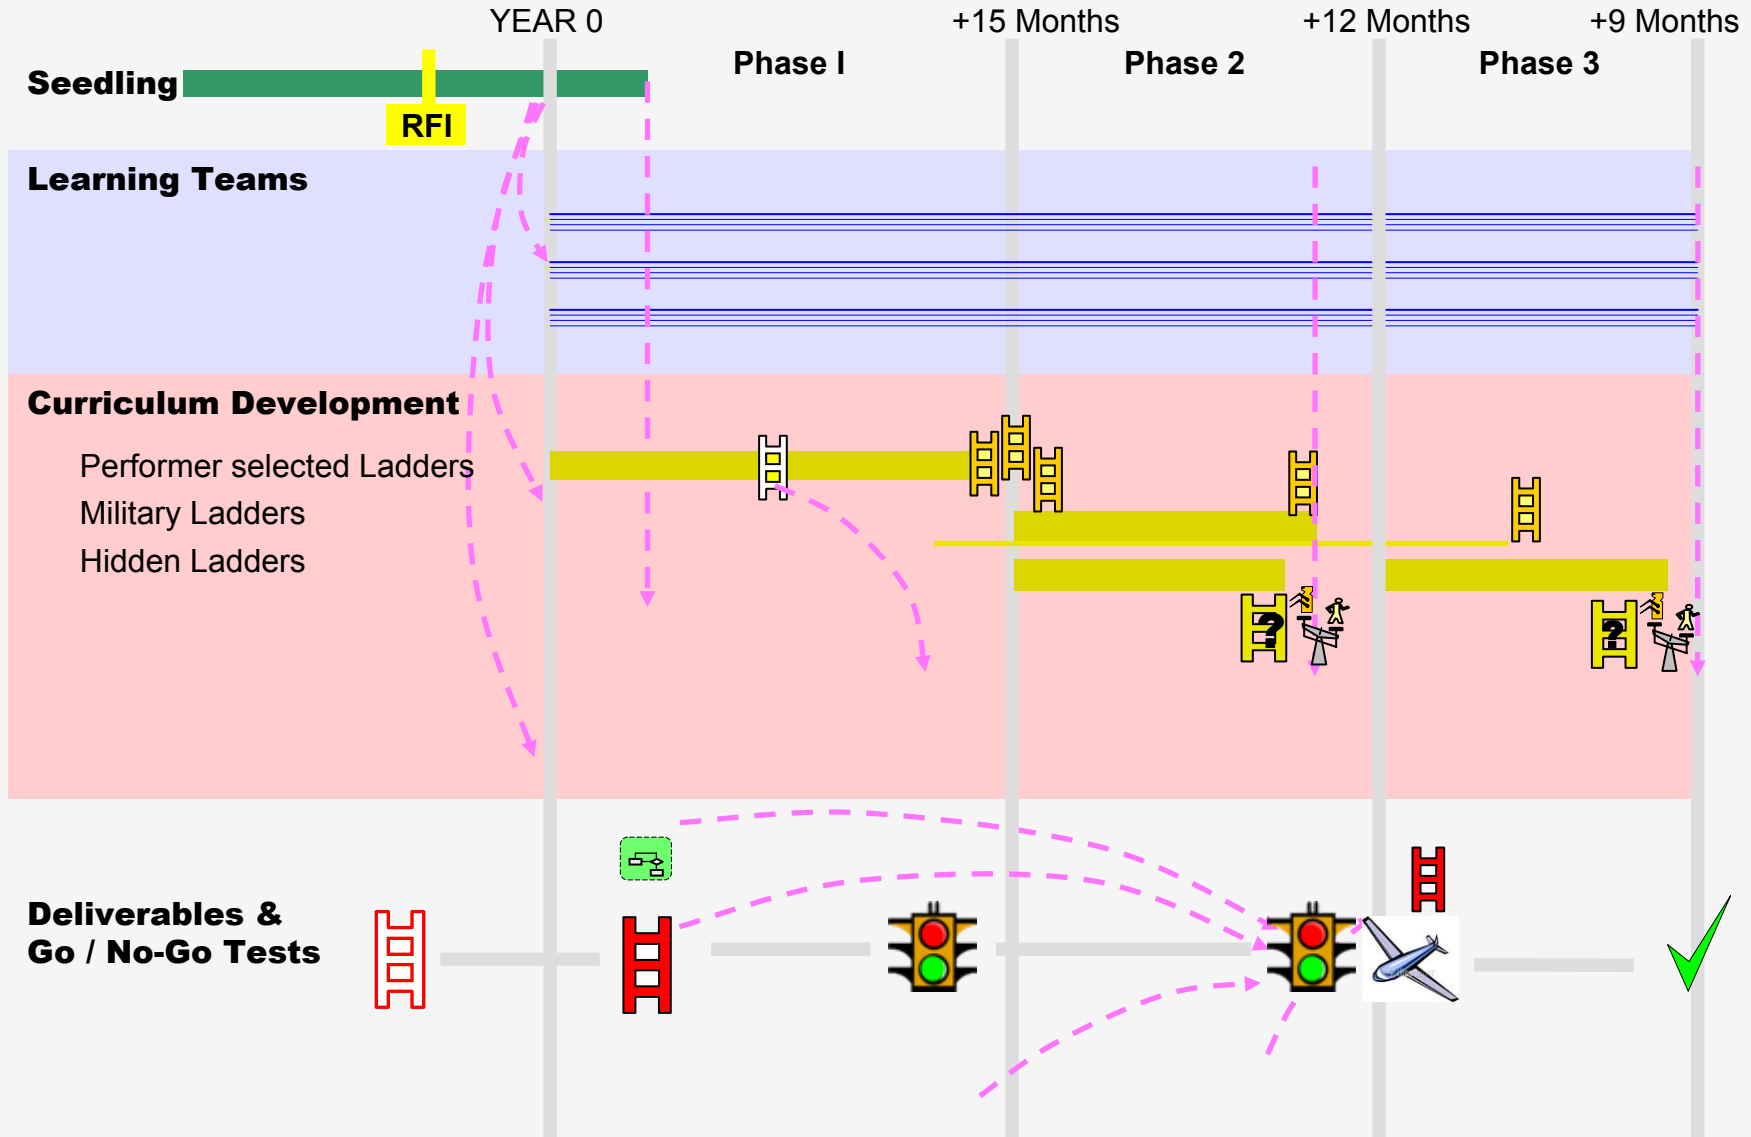 YEAR 0
+15 Months
+12 Months
+9 Months
Phase I
Phase 2
Phase 3
Seedling
RFI
Learning Teams
Curriculum Development
Performer selected Ladders
Military Ladders
Hidden Ladders
?
?
Deliverables &
Go / No-Go Tests